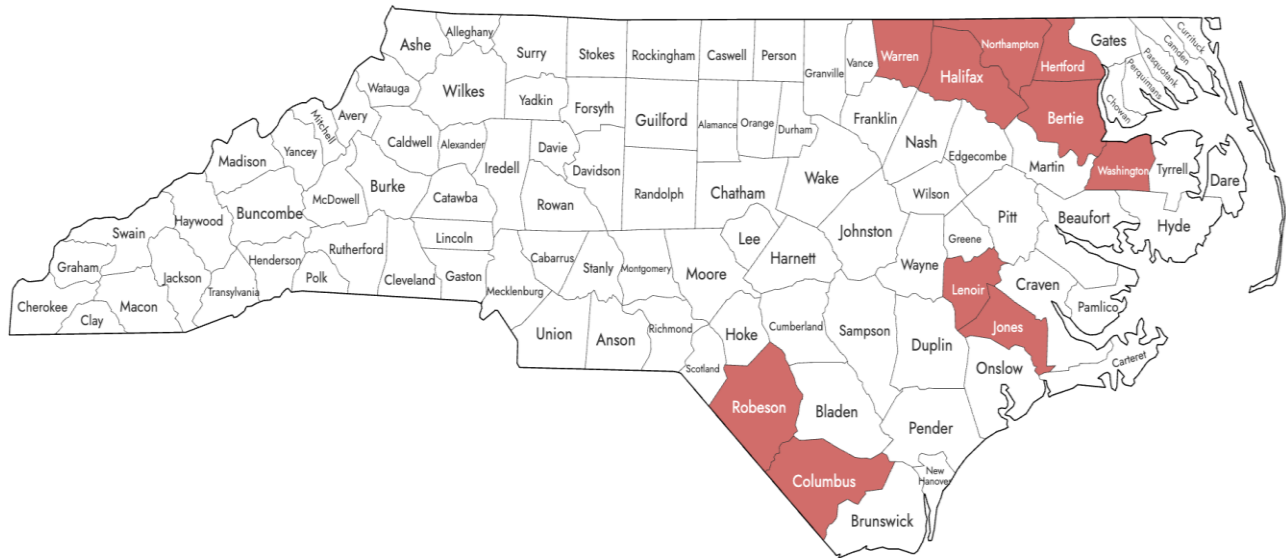 Ashe
Alleghany
Surry
Stokes
Rockingham
Caswell
Person
Granville
Vance
Warren
Northampton
Halifax
Hertford
Gates
Currituck
Camden
Pasquotank
Perquimans
Chowan
Watauga
Wilkes
Yadkin
Forsyth
Guilford
Alamance
Orange
Durham
Franklin
Nash
Edgecombe
Bertie
Mitchell
Avery
Caldwell
Alexander
Iredell
Davie
Davidson
Madison
Yancey
McDowell
Burke
Catawba
Rowan
Randolph
Chatham
Wake
Wilson
Martin
Washington
Tyrrell
Dare
Haywood
Buncombe
Swain
Rutherford
Lincoln
Cabarrus
Stanly
Montgomery
Moore
Lee
Harnett
Johnston
Greene
Pitt
Beaufort
Hyde
Graham
Jackson
Henderson
Transylvania
Polk
Cleveland
Gaston
Mecklenburg
Wayne
Lenoir
Craven
Pamlico
Cherokee
Clay
Macon
Union
Anson
Richmond
Scotland
Hoke
Cumberland
Sampson
Duplin
Jones
Onslow
Carteret
Robeson
Bladen
Pender
Columbus
New
Hanover
Brunswick